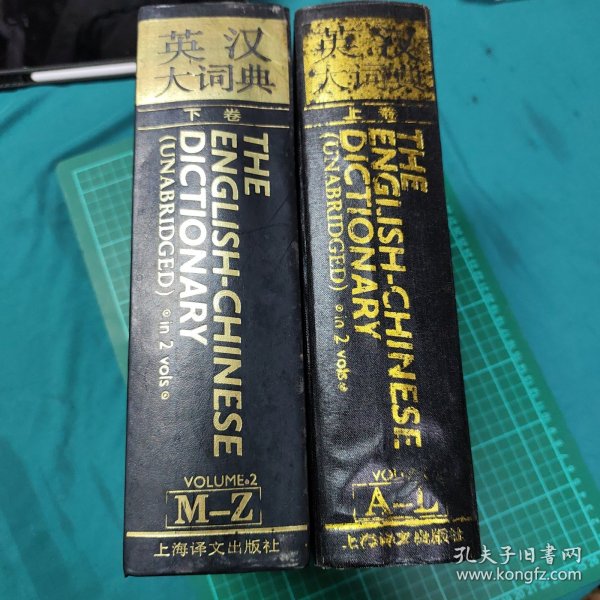 英汉
大词典
下卷
THE
ENGLISH-CHINESE
DICTIONARY
(UNABRIDGED)
in 2 vols
VOLUME·2
M–Z
上海译文出版社
英汉
大词典
上卷
THE
ENGLISH-CHINESE
DICTIONARY
(UNABRIDGED)
in 2 vols
A–L
孔夫子旧书网
www.kongfz.com